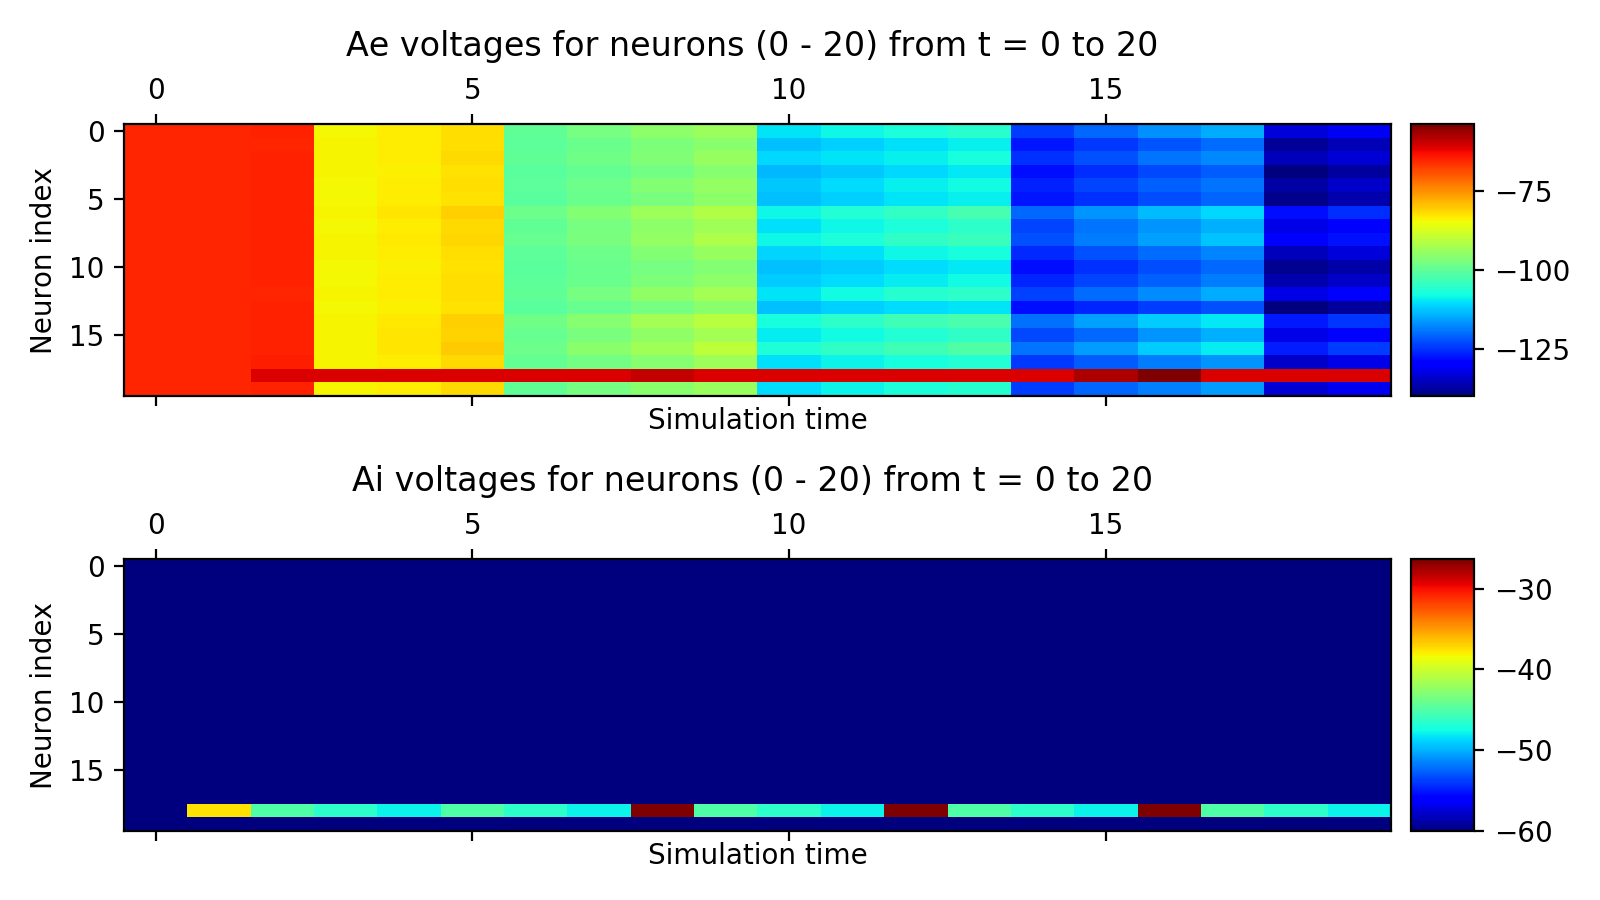 Ae voltages for neurons (0 - 20) from t = 0 to 20
0 5 10 15
Neuron index
0
5
10
15
Simulation time
−75
−100
−125
Ai voltages for neurons (0 - 20) from t = 0 to 20
0 5 10 15
Neuron index
0
5
10
15
Simulation time
−30
−40
−50
−60